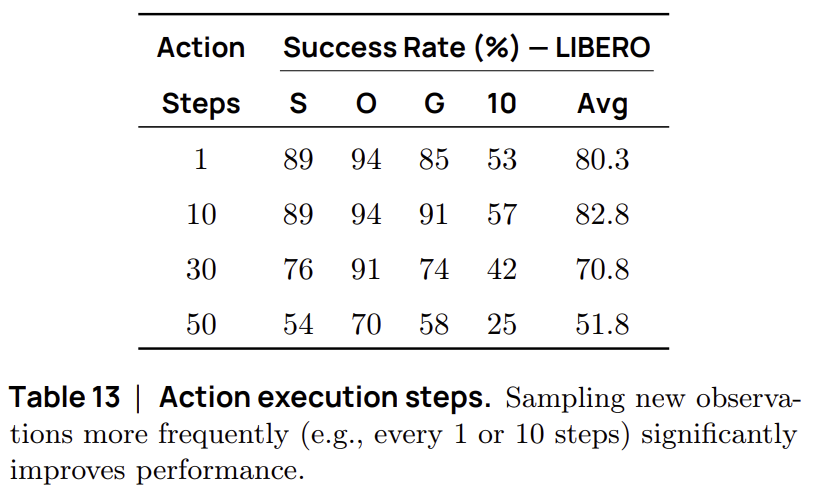 Action Success Rate (%) – LIBERO
Steps S O G 10 Avg
1 89 94 85 53 80.3
10 89 94 91 57 82.8
30 76 91 74 42 70.8
50 54 70 58 25 51.8
Table 13 | Action execution steps. Sampling new observa-
tions more frequently (e.g., every 1 or 10 steps) significantly
improves performance.